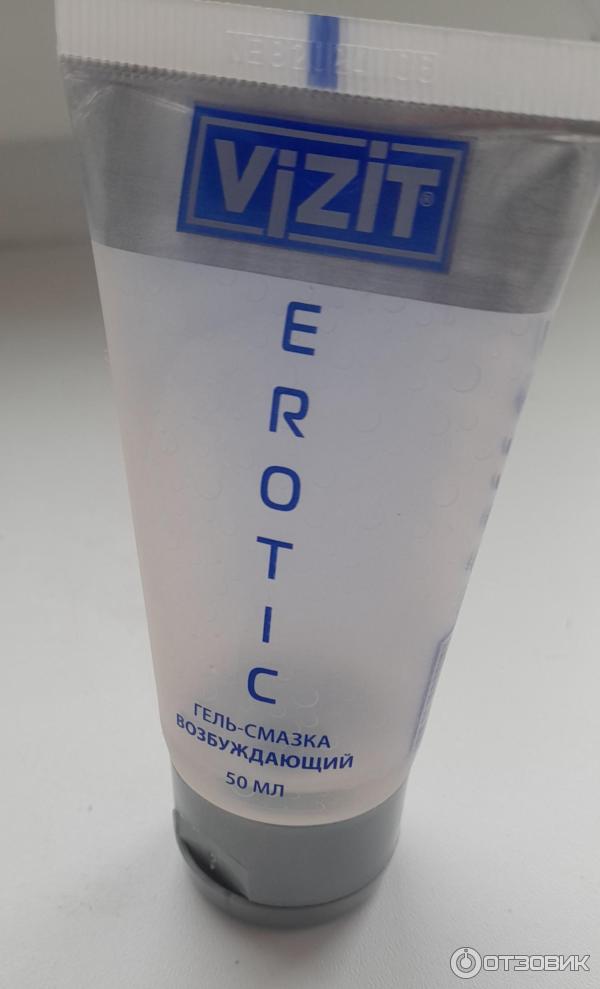 VIZIT®
EROTIC
ГЕЛЬ-СМАЗКА
ВОЗБУЖДАЮЩИЙ
50 МЛ
ОТЗОВИК